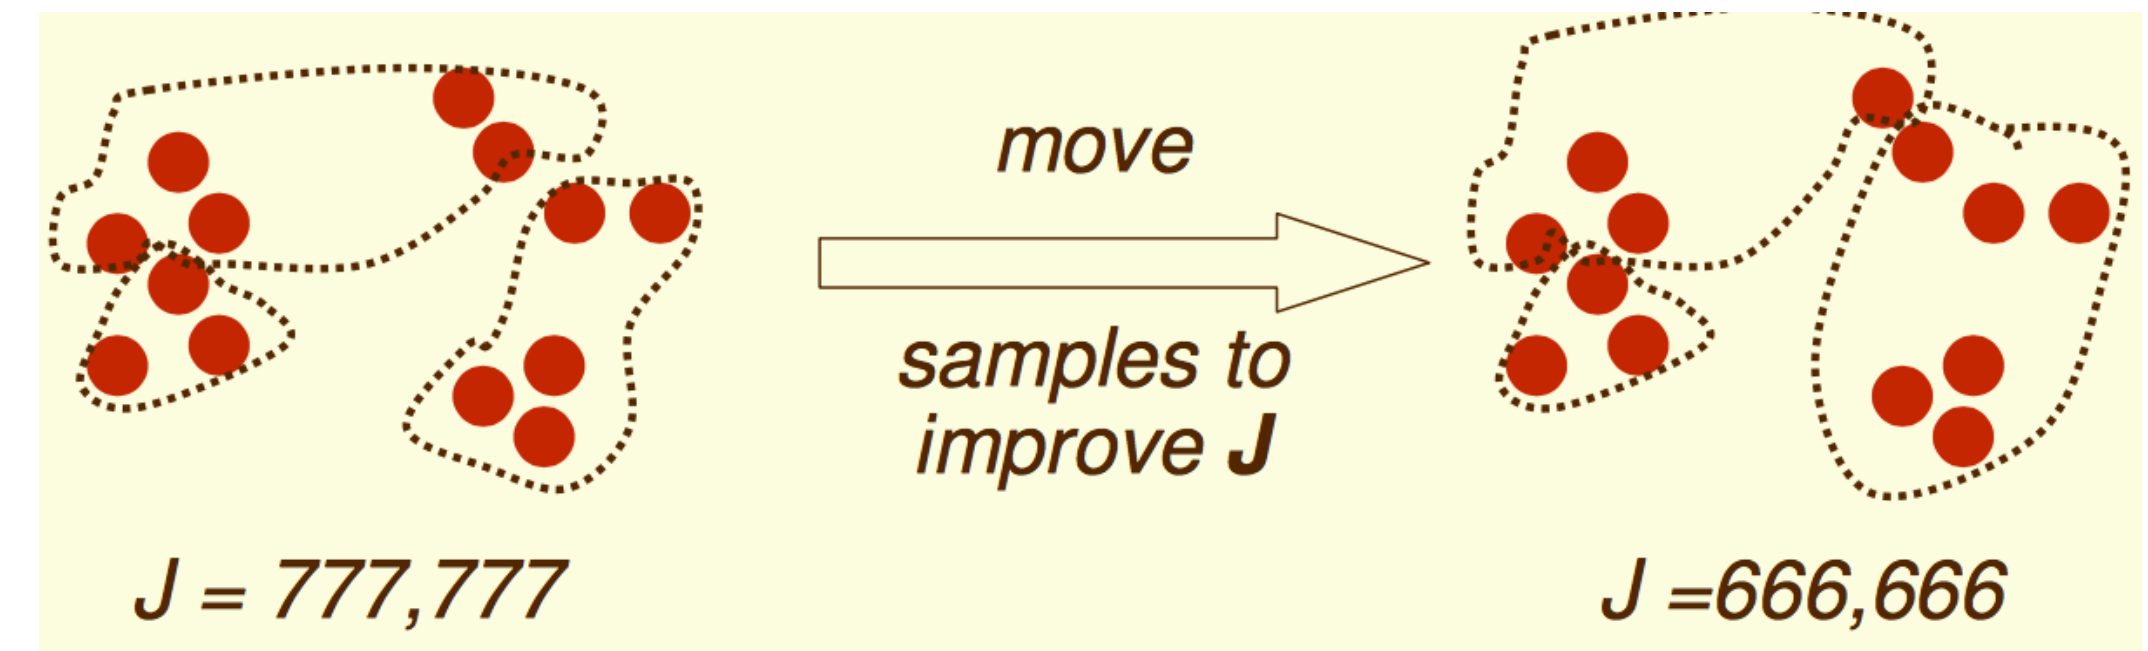 move
samples to
improve J
J = 777,777
J =666,666